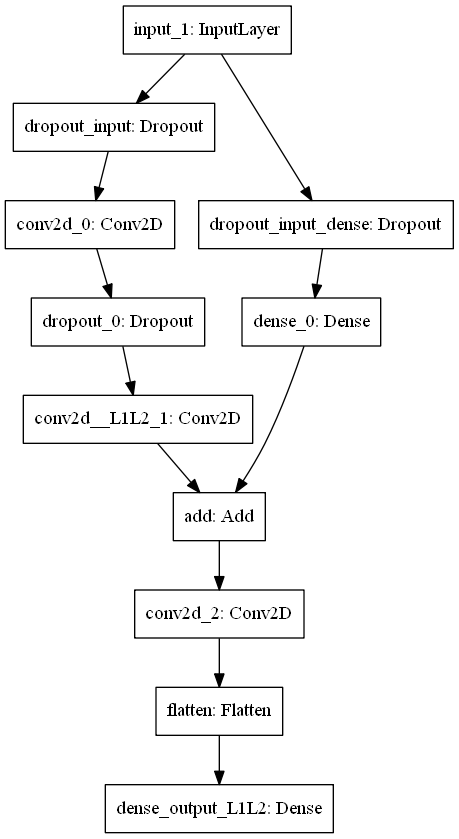 input_1: InputLayer
dropout_input: Dropout
conv2d_0: Conv2D
dropout_input_dense: Dropout
dropout_0: Dropout
dense_0: Dense
conv2d__L1L2_1: Conv2D
add: Add
conv2d_2: Conv2D
flatten: Flatten
dense_output_L1L2: Dense